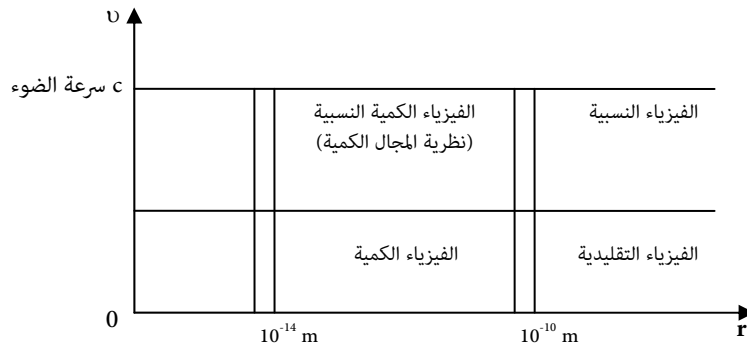 υ
c سرعة الضوء
الفيزياء النسبية
الفيزياء الكمية النسبية
(نظرية المجال الكمية)
الفيزياء التقليدية
الفيزياء الكمية
0
10⁻¹⁴ m
10⁻¹⁰ m
r